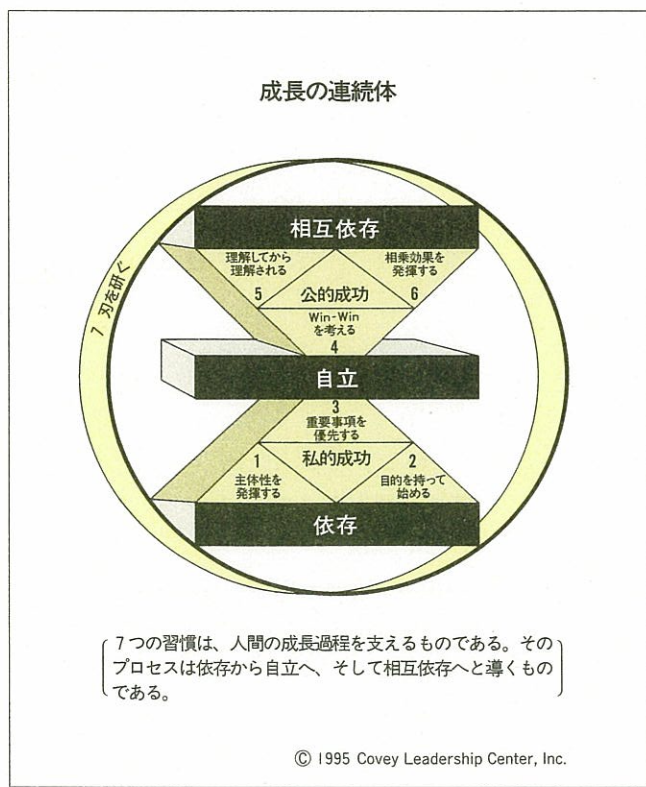 成長の連続体
相互依存
理解してから
理解される
5
相乗効果を
発揮する
6
公的成功
Win-Win
を考える
4
7 刃を研ぐ
自立
3
重要事項を
優先する
私的成功
1
主体性を
発揮する
2
目的を持って
始める
依存
7つの習慣は、人間の成長過程を支えるものである。その
プロセスは依存から自立へ、そして相互依存へと導くもの
である。
© 1995 Covey Leadership Center, Inc.